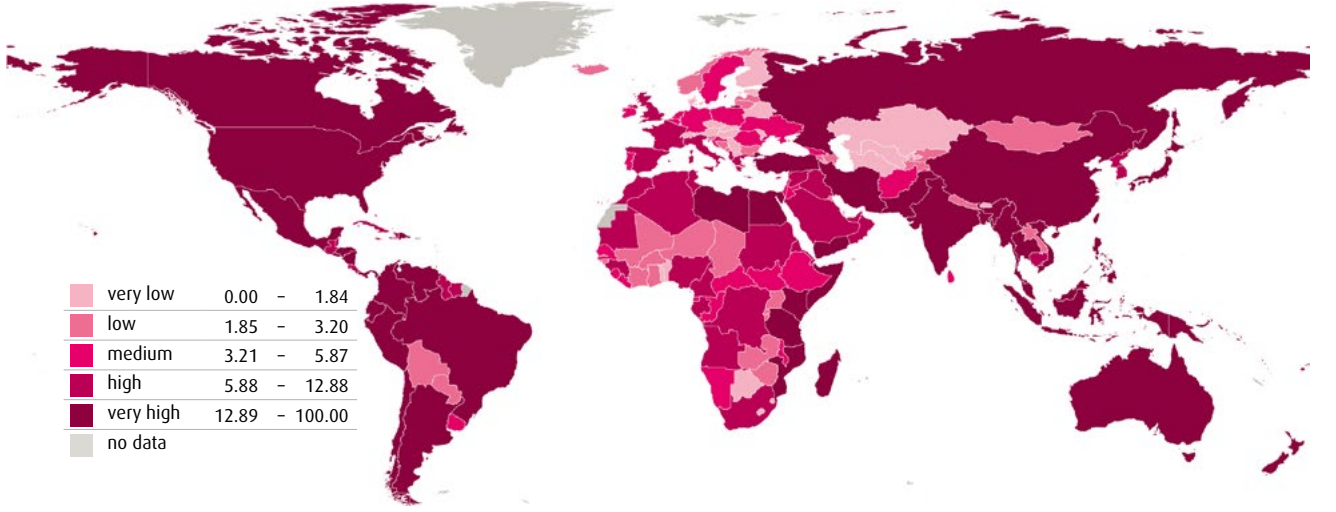 very low 0.00 – 1.84
low 1.85 – 3.20
medium 3.21 – 5.87
high 5.88 – 12.88
very high 12.89 – 100.00
no data